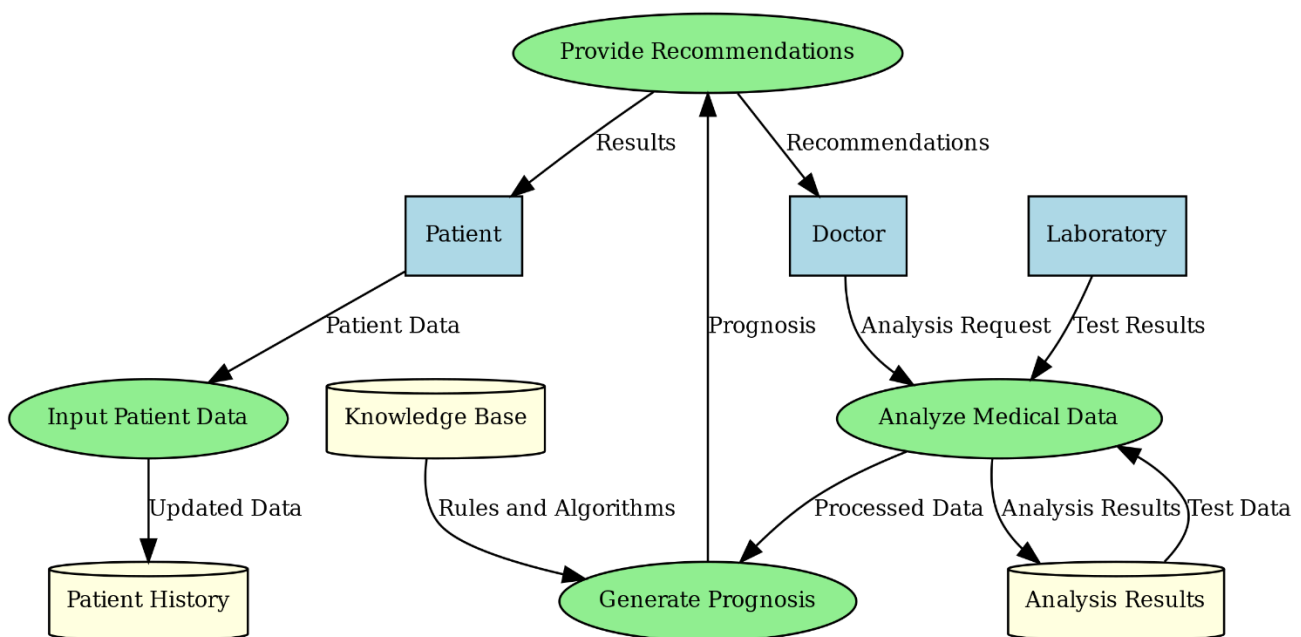 Provide Recommendations
Results
Recommendations
Patient
Doctor
Laboratory
Patient Data
Prognosis
Analysis Request
Test Results
Input Patient Data
Knowledge Base
Analyze Medical Data
Updated Data
Rules and Algorithms
Processed Data
Analysis Results
Test Data
Patient History
Generate Prognosis
Analysis Results